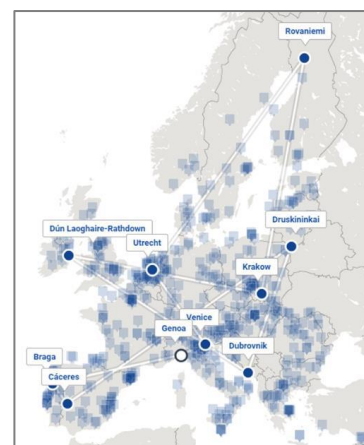 Rovaniemi
Druskininkai
Dún Laoghaire-Rathdown
Utrecht
Krakow
Venice
Genoa
Dubrovnik
Braga
Cáceres